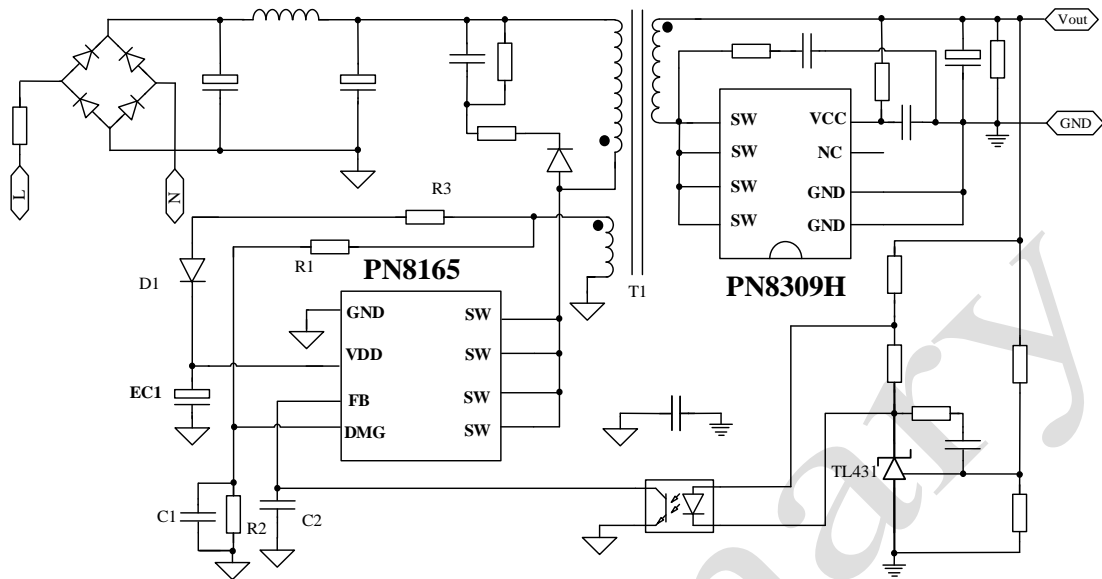 Vout
SW
VCC
GND
SW
NC
L
N
SW
GND
R3
SW
GND
R1
PN8165
D1
T1
PN8309H
GND
SW
VDD
SW
EC1
FB
SW
DMG
SW
TL431
C1
R2
C2